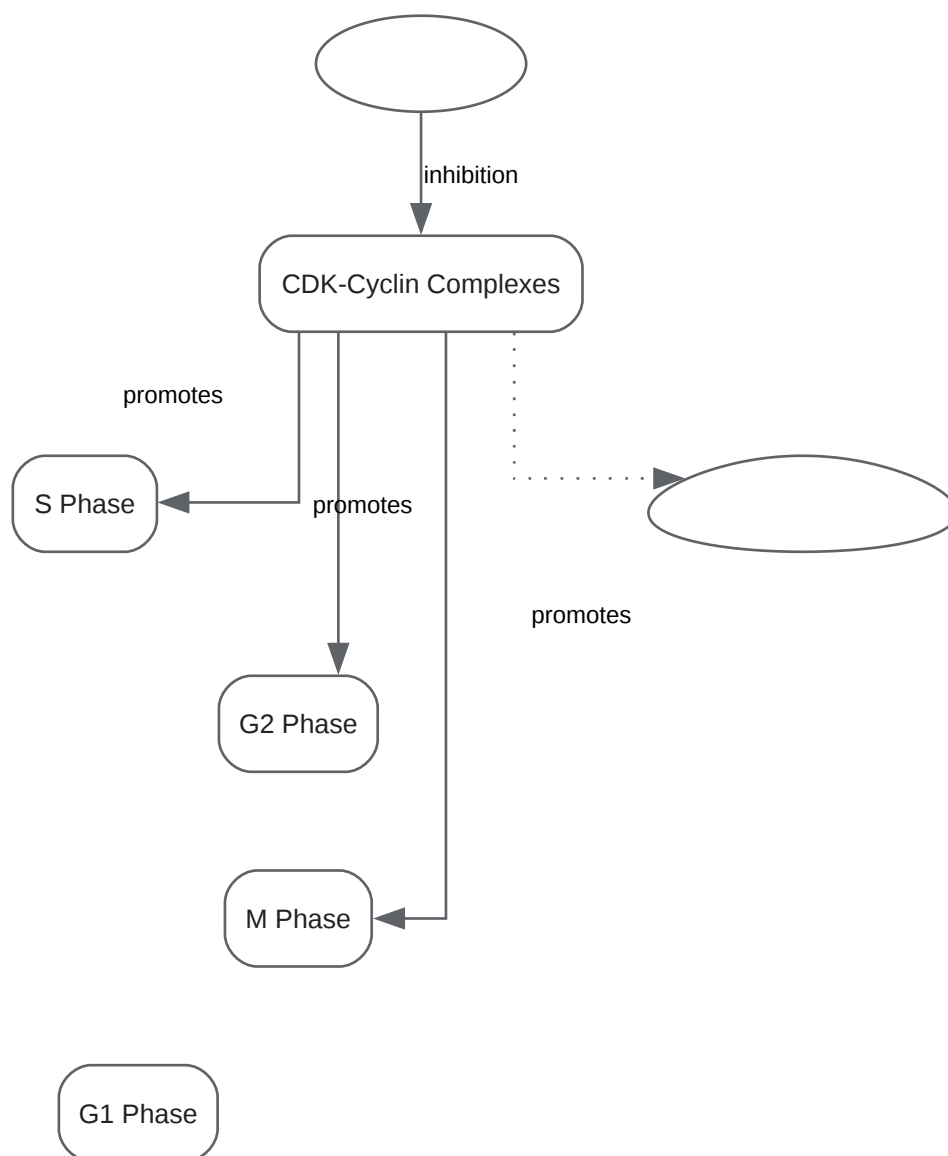 inhibition
CDK-Cyclin Complexes
promotes
S Phase
promotes
promotes
G2 Phase
M Phase
G1 Phase